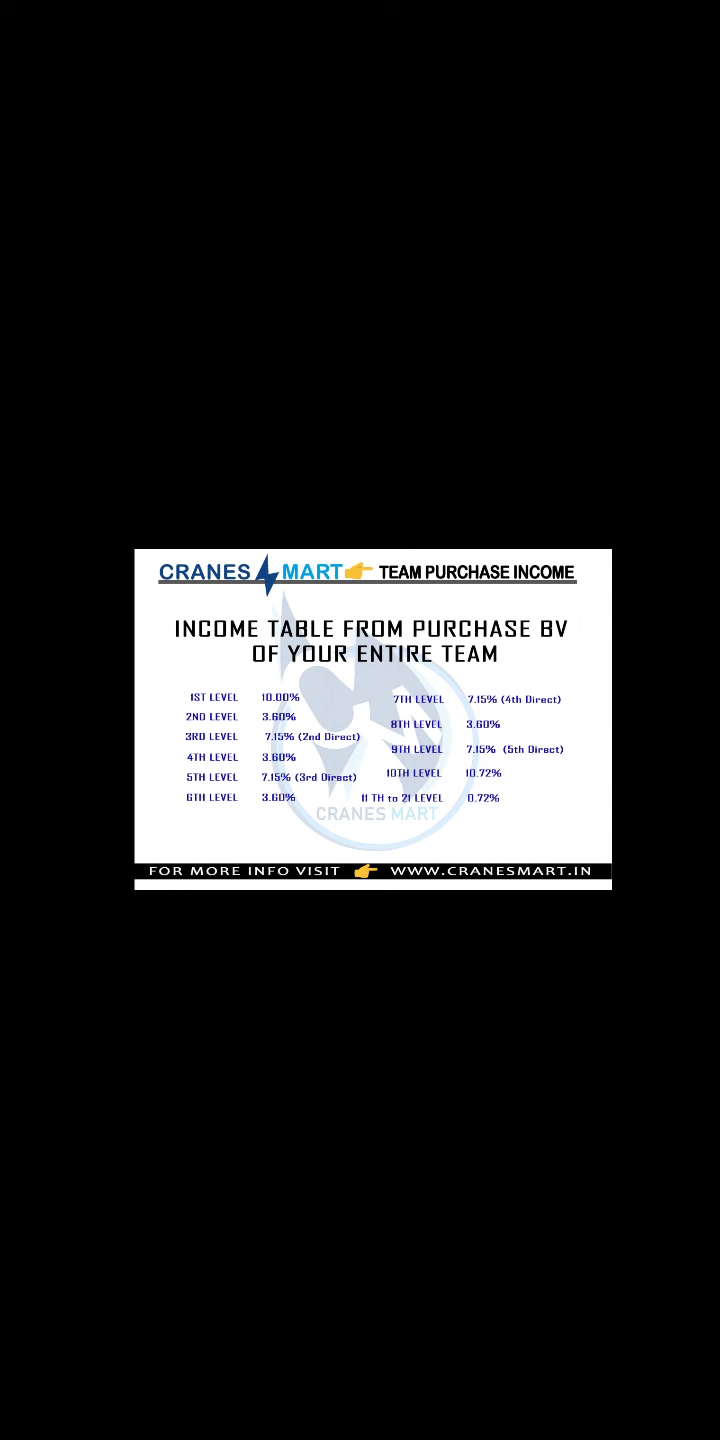 CRANES MART 👉 TEAM PURCHASE INCOME
INCOME TABLE FROM PURCHASE BV
OF YOUR ENTIRE TEAM
1ST LEVEL 10.00%
2ND LEVEL 3.60%
3RD LEVEL 7.15% (2nd Direct)
4TH LEVEL 3.60%
5TH LEVEL 7.15% (3rd Direct)
6TH LEVEL 3.60%
7TH LEVEL 7.15% (4th Direct)
8TH LEVEL 3.60%
9TH LEVEL 7.15% (5th Direct)
10TH LEVEL 10.72%
11 TH to 21 LEVEL 0.72%
CRANES MART
FOR MORE INFO VISIT 👉 WWW.CRANESMART.IN